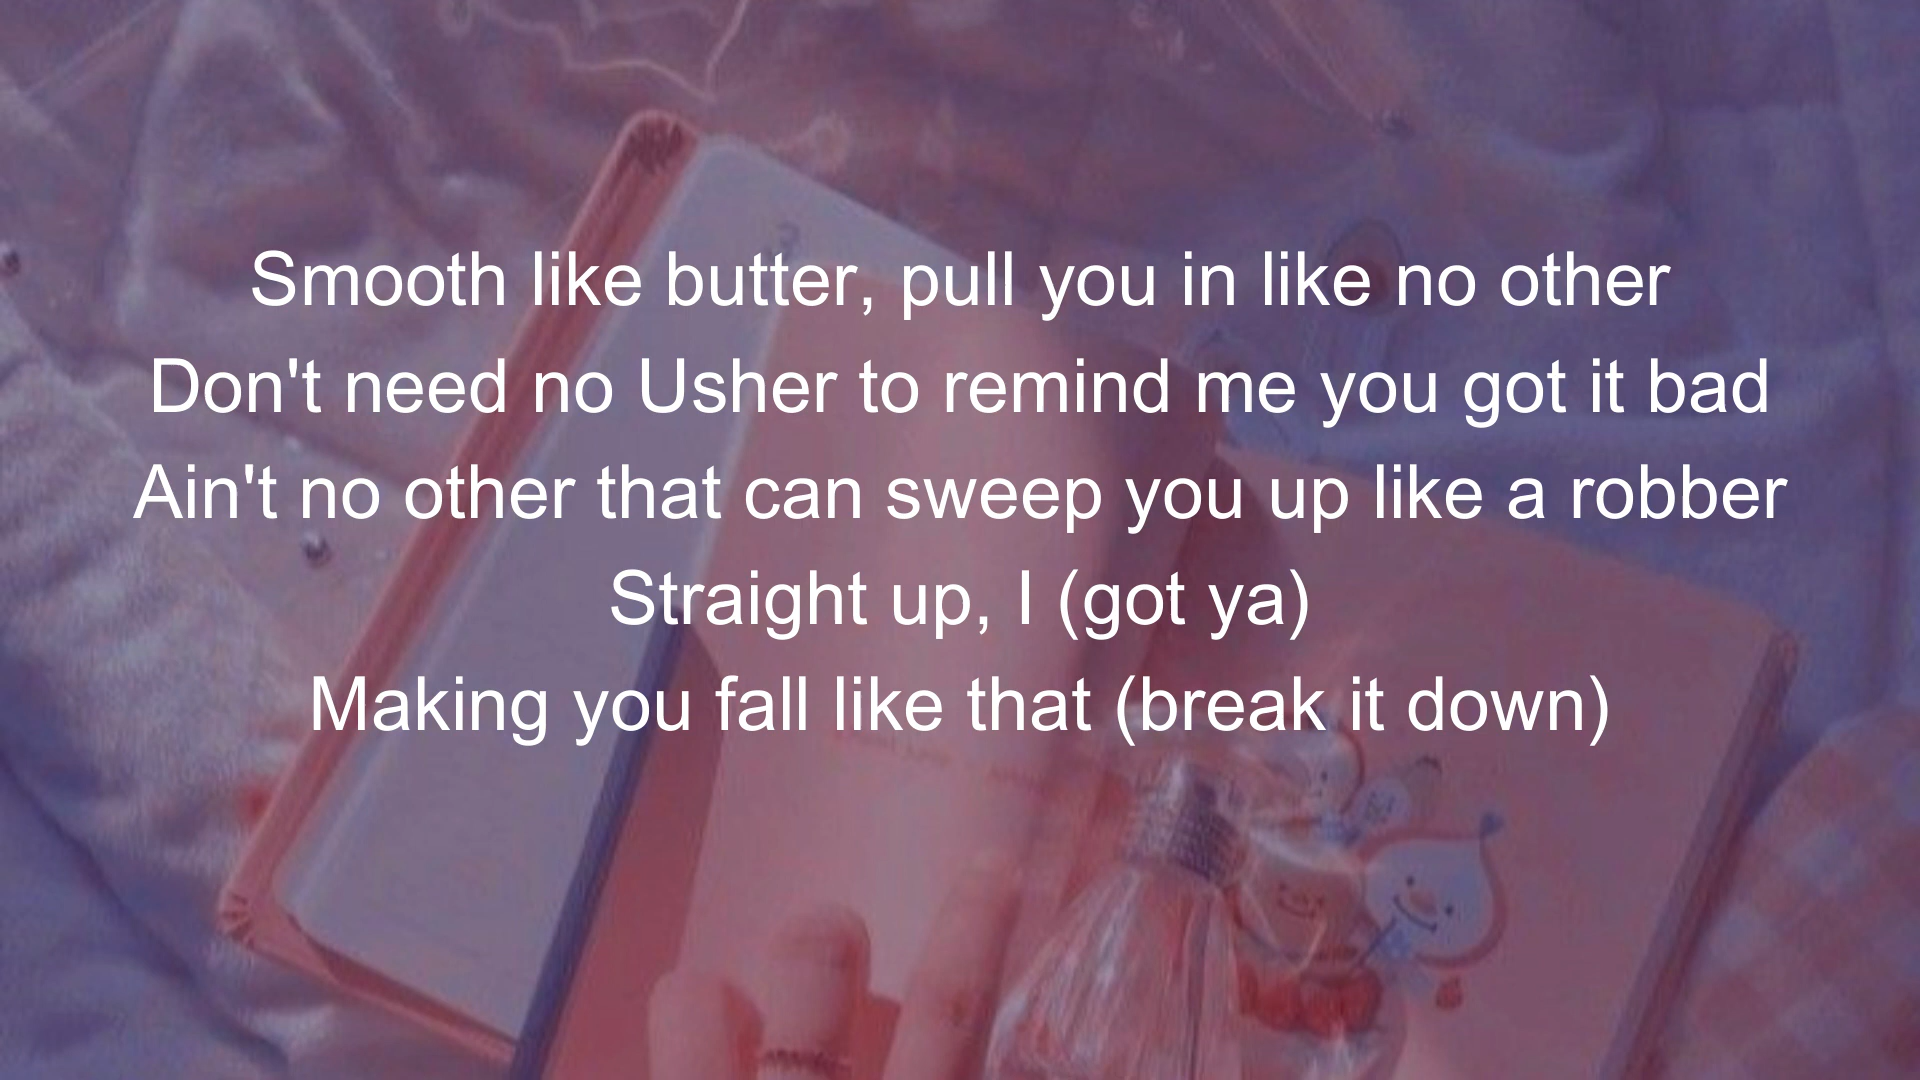 Smooth like butter, pull you in like no other
Don't need no Usher to remind me you got it bad
Ain't no other that can sweep you up like a robber
Straight up, I (got ya)
Making you fall like that (break it down)